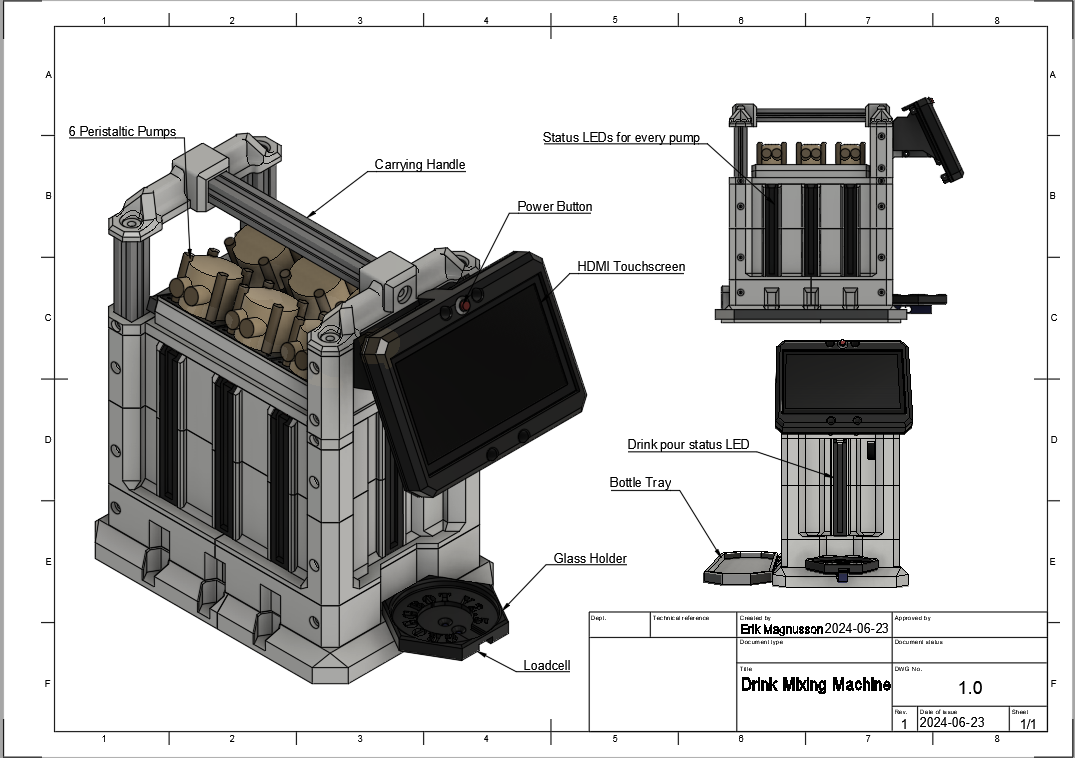 1 2 3 4 5 6 7 8
A A
6 Peristaltic Pumps
Status LEDs for every pump
Carrying Handle
B B
Power Button
HDMI Touchscreen
C C
D D
Drink pour status LED
Bottle Tray
E E
Glass Holder
Loadcell
Dept.
Technical reference
Created by
Erik Magnusson 2024-06-23
Approved by
Document type
Document status
Title
Drink Mixing Machine
DWG No.
1.0
F F
Rev.
1
Date of issue
2024-06-23
Sheet
1/1
1 2 3 4 5 6 7 8